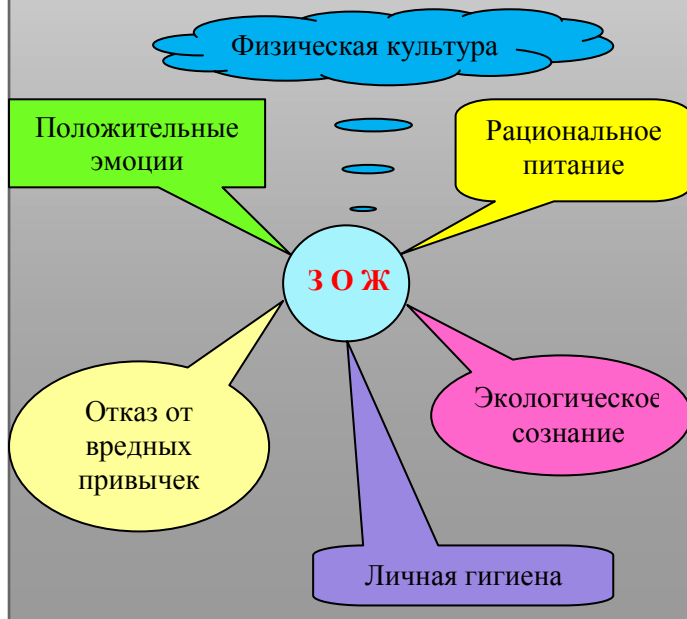 Физическая культура
Положительные
эмоции
Рациональное
питание
З О Ж
Отказ от
вредных
привычек
Экологическое
сознание
Личная гигиена